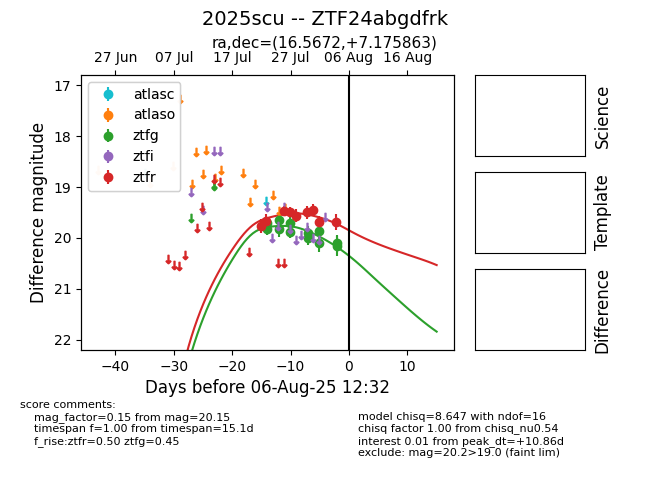 2025scu -- ZTF24abgdfrk
ra,dec=(16.5672,+7.175863)
27 Jun 07 Jul 17 Jul 27 Jul 06 Aug 16 Aug
17
18
19
20
21
22
Difference magnitude
atlasc
atlaso
ztfg
ztfi
ztfr
−40 −30 −20 −10 0 10
Days before 06-Aug-25 12:32
Science
Template
Difference
score comments:
mag_factor=0.15 from mag=20.15
timespan f=1.00 from timespan=15.1d
f_rise:ztfr=0.50 ztfg=0.45
model chisq=8.647 with ndof=16
chisq factor 1.00 from chisq_nu0.54
interest 0.01 from peak_dt=+10.86d
exclude: mag=20.2>19.0 (faint lim)